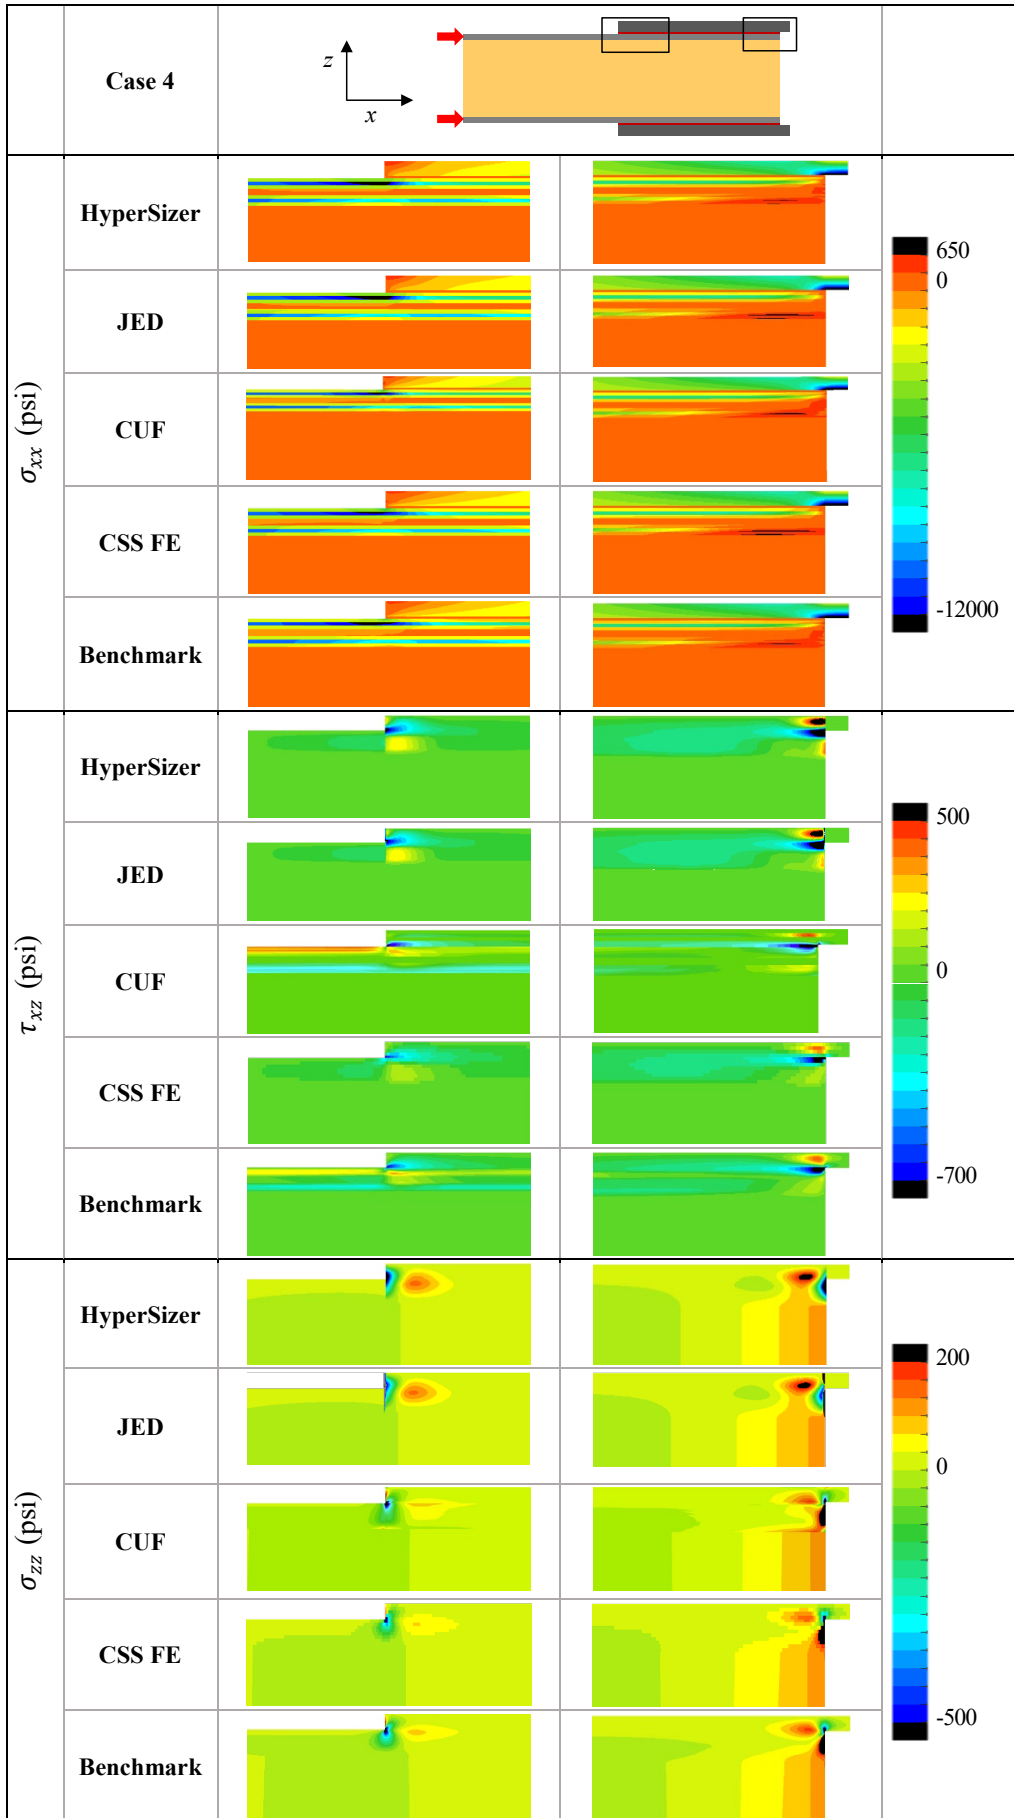 Case 4
z
x
σxx (psi)
HyperSizer
JED
CUF
CSS FE
Benchmark
650
0
-12000
τxz (psi)
HyperSizer
JED
CUF
CSS FE
Benchmark
500
0
-700
σzz (psi)
HyperSizer
JED
CUF
CSS FE
Benchmark
200
0
-500